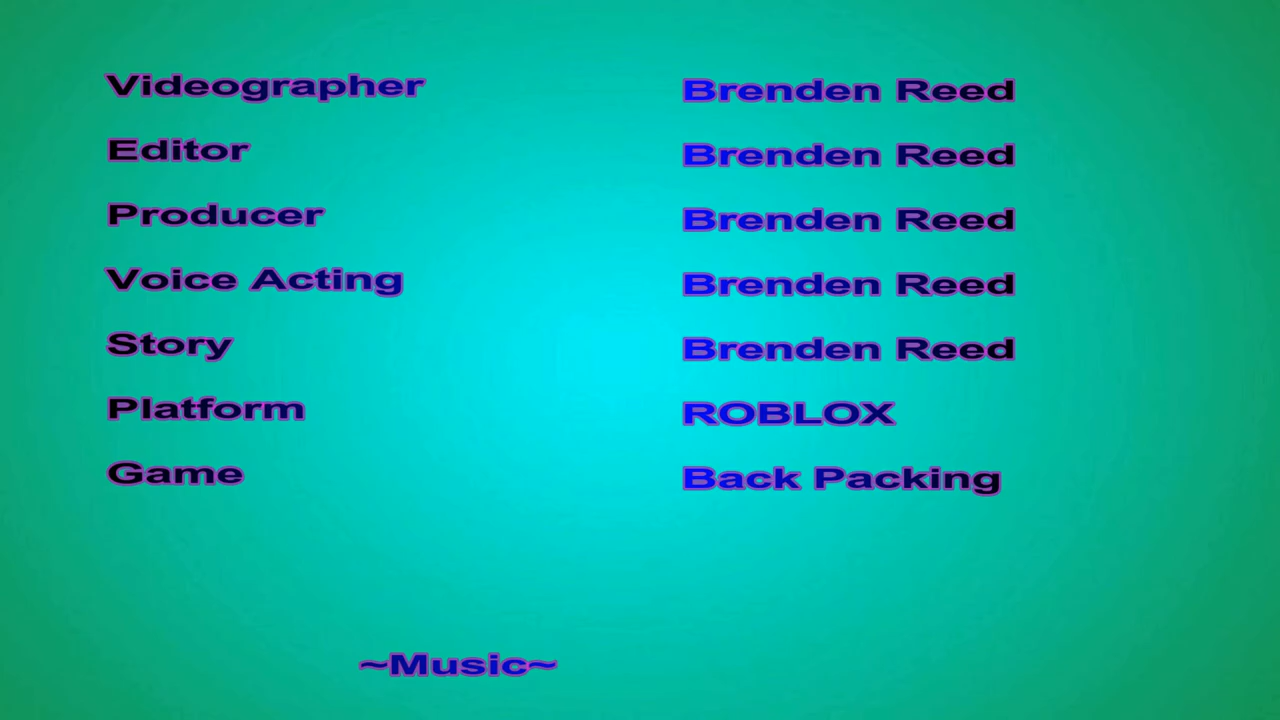 Videographer Brenden Reed
Editor Brenden Reed
Producer Brenden Reed
Voice Acting Brenden Reed
Story Brenden Reed
Platform ROBLOX
Game Back Packing
~Music~